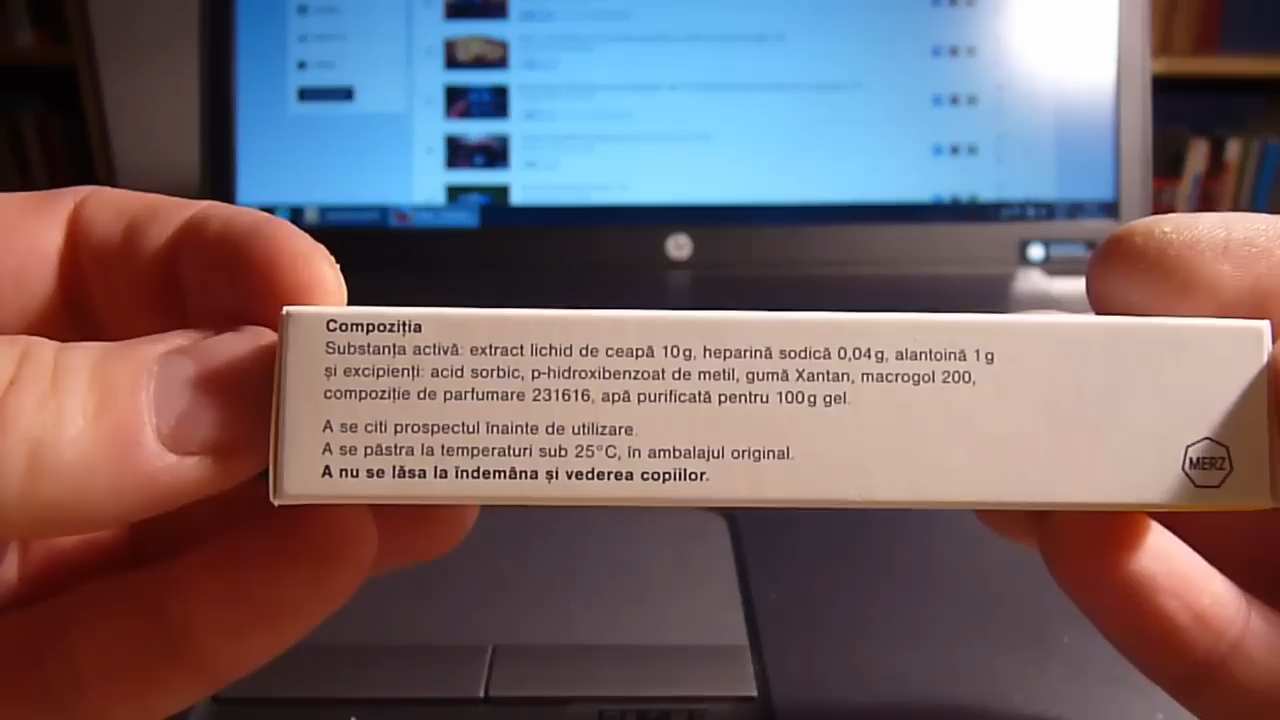 Compoziția
Substanța activă: extract lichid de ceapă 10g, heparină sodică 0,04g, alantoină 1g
și excipienți: acid sorbic, p-hidroxibenzoat de metil, gumă Xantan, macrogol 200,
compoziție de parfumare 231616, apă purificată pentru 100g gel.
A se citi prospectul înainte de utilizare.
A se păstra la temperaturi sub 25°C, în ambalajul original.
A nu se lăsa la îndemâna și vederea copiilor.
MERZ
hp